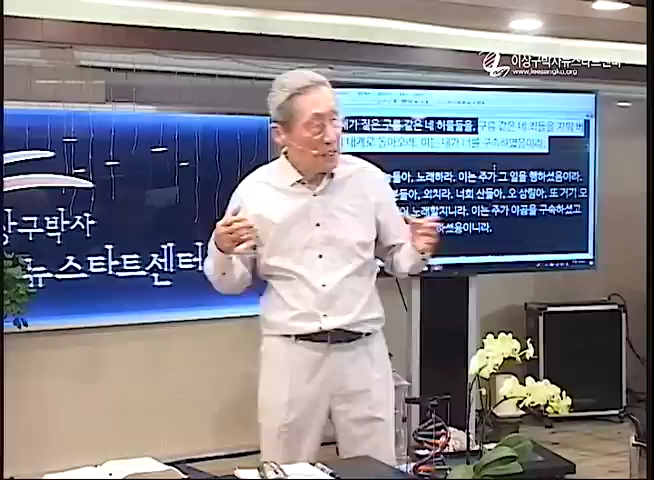 이상구박사뉴스타트센터
www.leesangku.org
내가 짙은 구름 같은 네 허물들을, 구름 같은 네 죄들을 지워 버
내게로 돌아오라. 이는 내가 너를 구속하였음이라.
들아, 노래하라. 이는 주가 그 일을 행하셨음이라.
분들아, 외치라. 너희 산들아, 오 삼림아, 또 거기 모
노래할지니라. 이는 주가 야곱을 구속하셨고
하셨음이니라.
상구박사
뉴스타트센터